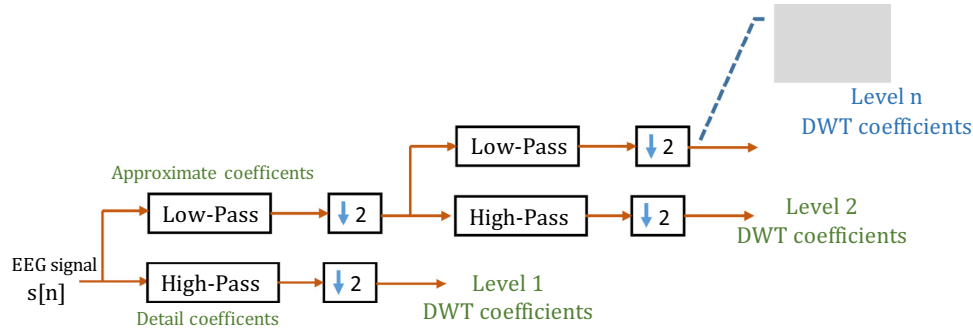 Level n
DWT coefficients
Low-Pass
↓ 2
Approximate coefficents
Low-Pass
↓ 2
High-Pass
↓ 2
Level 2
DWT coefficients
EEG signal
s[n]
High-Pass
↓ 2
Level 1
DWT coefficients
Detail coefficents